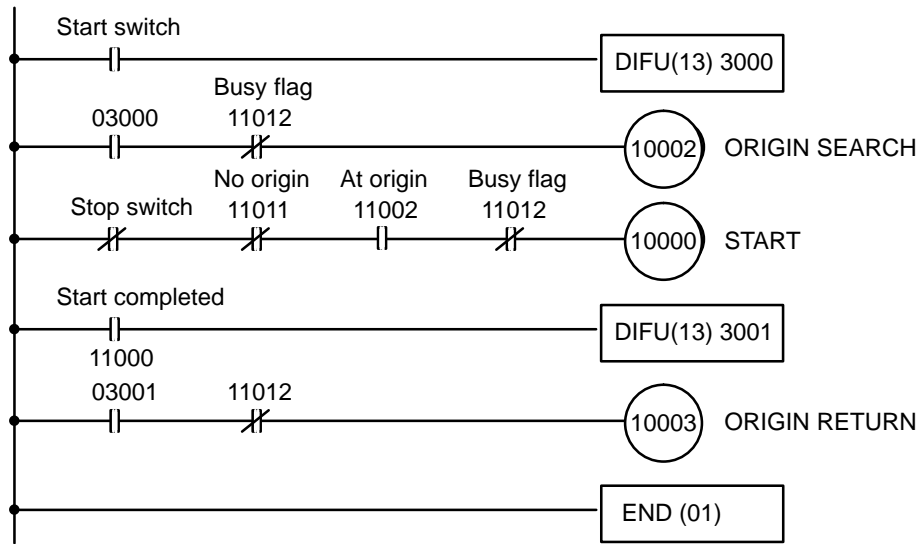 Start switch
DIFU(13) 3000
Busy flag
03000 11012
10002 ORIGIN SEARCH
No origin At origin Busy flag
Stop switch 11011 11002 11012
10000 START
Start completed
DIFU(13) 3001
11000
03001 11012
10003 ORIGIN RETURN
END (01)